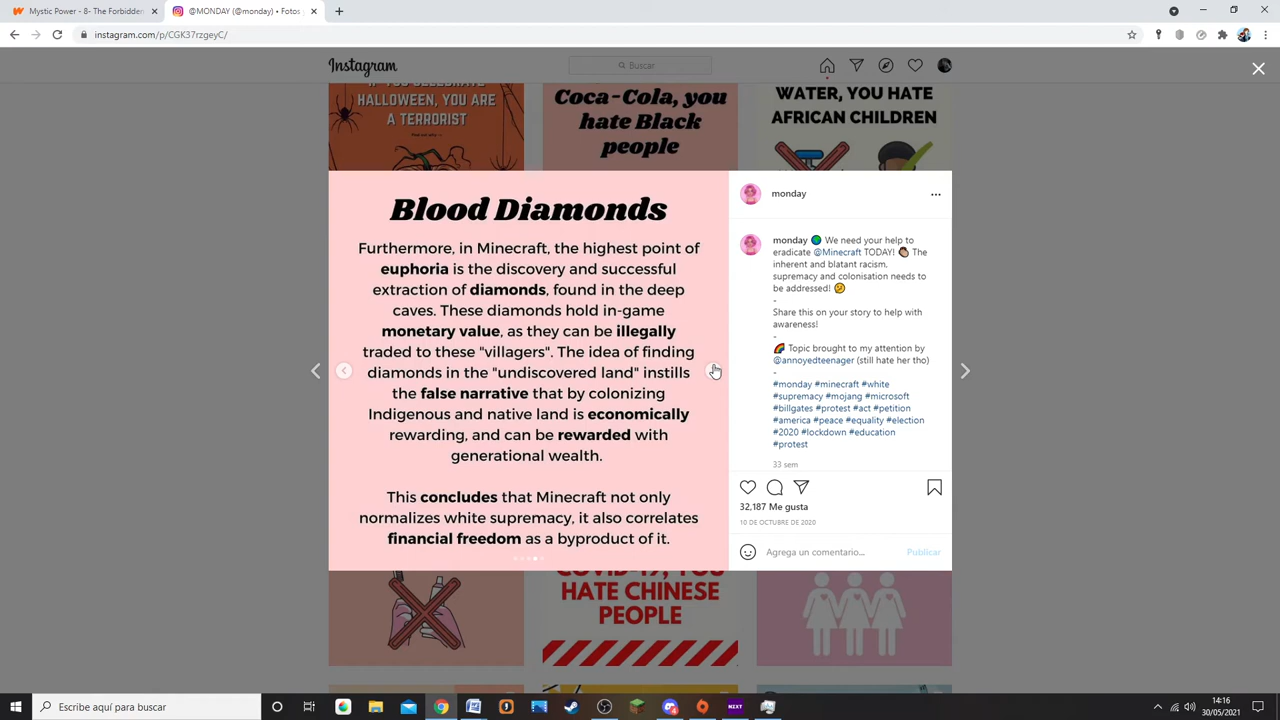 Mystic Power - 8- The Forbidden
@MONDAY (@monday) • Fotos
instagram.com/p/CGK37rzgeyC/
Instagram
Buscar
HALLOWEEN, YOU ARE
A TERRORIST
Coca-Cola, you
hate Black
people
WATER, YOU HATE
AFRICAN CHILDREN
Blood Diamonds
Furthermore, in Minecraft, the highest point of
euphoria is the discovery and successful
extraction of diamonds, found in the deep
caves. These diamonds hold in-game
monetary value, as they can be illegally
traded to these "villagers". The idea of finding
diamonds in the "undiscovered land" instills
the false narrative that by colonizing
Indigenous and native land is economically
rewarding, and can be rewarded with
generational wealth.
This concludes that Minecraft not only
normalizes white supremacy, it also correlates
financial freedom as a byproduct of it.
monday
monday We need your help to
eradicate @Minecraft TODAY! The
inherent and blatant racism,
supremacy and colonisation needs to
be addressed!
-
Share this on your story to help with
awareness!
-
Topic brought to my attention by
@annoyedteenager (still hate her tho)
-
#monday #minecraft #white
#supremacy #mojang #microsoft
#billgates #protest #act #petition
#america #peace #equality #election
#2020 #lockdown #education
#protest
33 sem
32,187 Me gusta
10 DE OCTUBRE DE 2020
Agrega un comentario...
Publicar
HATE CHINESE
PEOPLE
Escribe aquí para buscar
NZXT
14:16
30/05/2021